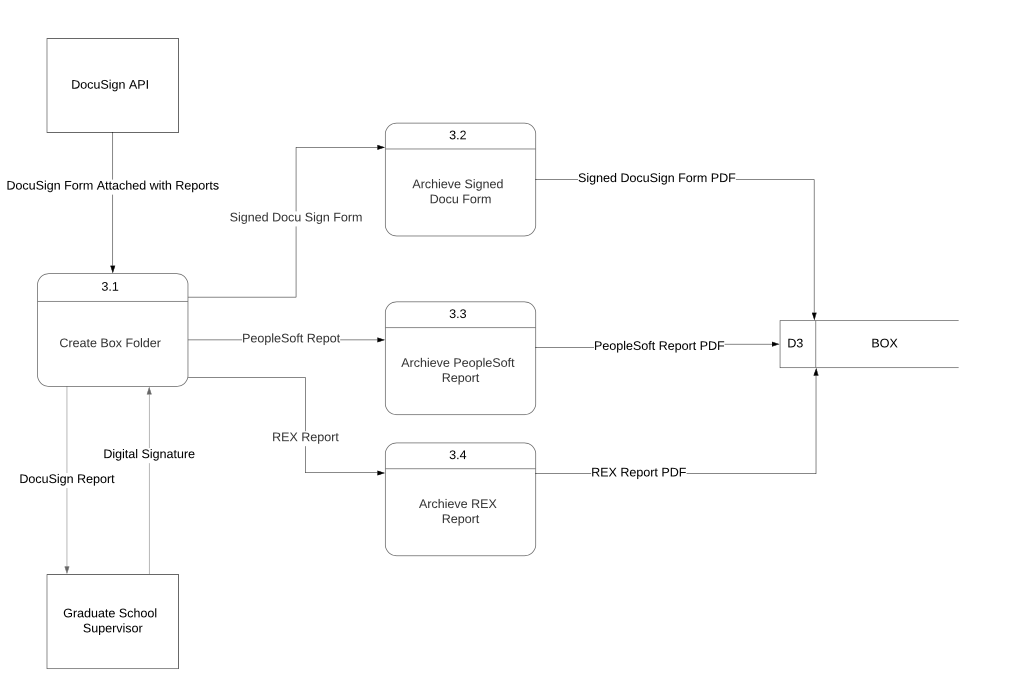 DocuSign API
DocuSign Form Attached with Reports
3.1
Create Box Folder
Signed Docu Sign Form
PeopleSoft Repot
REX Report
3.2
Archieve Signed
Docu Form
3.3
Archieve PeopleSoft
Report
3.4
Archieve REX
Report
Signed DocuSign Form PDF
PeopleSoft Report PDF
REX Report PDF
D3
BOX
Digital Signature
DocuSign Report
Graduate School
Supervisor